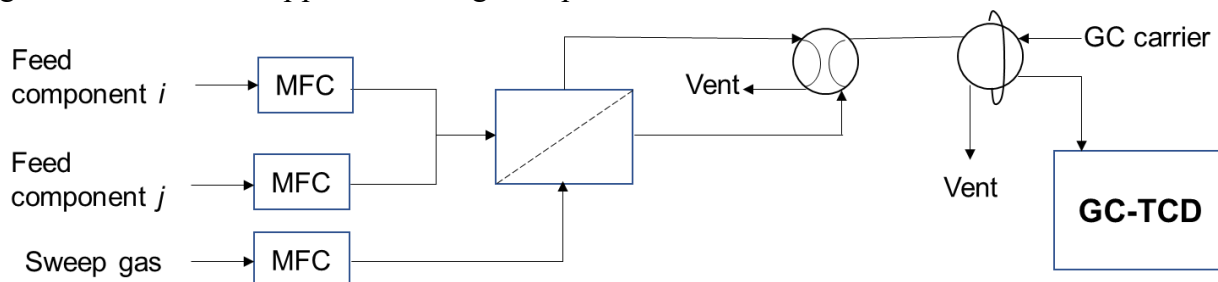 Feed
component i
MFC
Feed
component j
MFC
Sweep gas
MFC
Vent
GC carrier
Vent
GC-TCD